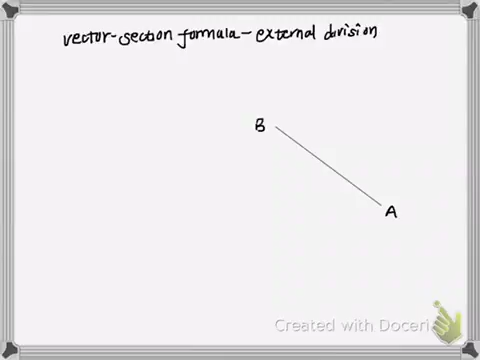 vector-section formula - external division
B
A
Created with Doceri